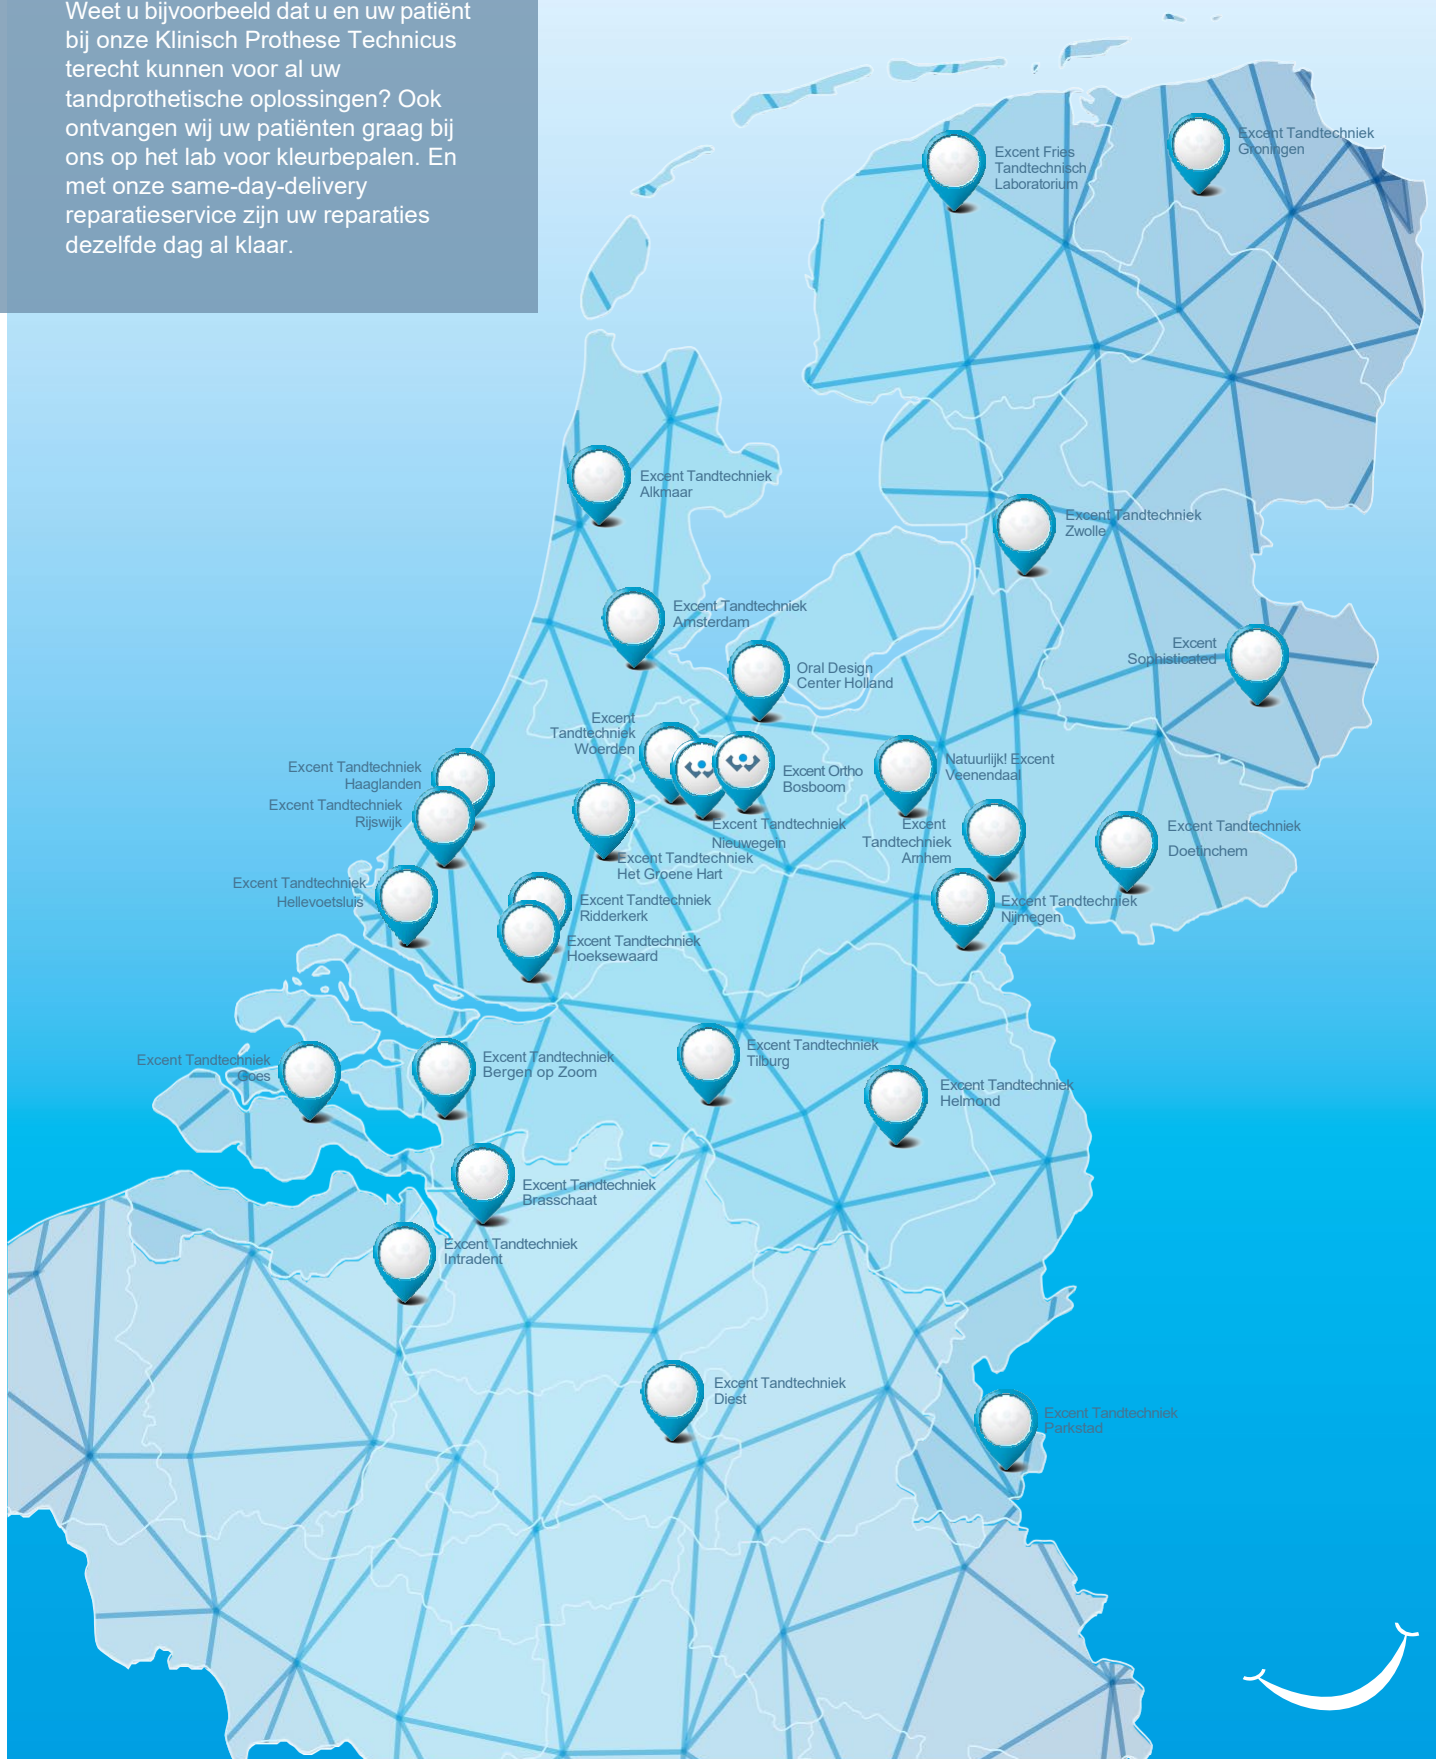 Weet u bijvoorbeeld dat u en uw patiënt
bij onze Klinisch Prothese Technicus
terecht kunnen voor al uw
tandprothetische oplossingen? Ook
ontvangen wij uw patiënten graag bij
ons op het lab voor kleurbepalen. En
met onze same-day-delivery
reparatieservice zijn uw reparaties
dezelfde dag al klaar.
Excent Tandtechniek
Groningen
Excent Fries
Tandtechnisch
Laboratorium
Excent Tandtechniek
Alkmaar
Excent Tandtechniek
Zwolle
Excent Tandtechniek
Amsterdam
Excent
Sophisticated
Oral Design
Center Holland
Excent
Tandtechniek
Woerden
Excent Ortho
Bosboom
Natuurlijk! Excent
Veenendaal
Excent Tandtechniek
Haaglanden
Excent Tandtechniek
Rijswijk
Excent Tandtechniek
Nieuwegein
Excent
Tandtechniek
Arnhem
Excent Tandtechniek
Doetinchem
Excent Tandtechniek
Het Groene Hart
Excent Tandtechniek
Hellevoetsluis
Excent Tandtechniek
Ridderkerk
Excent Tandtechniek
Nijmegen
Excent Tandtechniek
Hoeksewaard
Excent Tandtechniek
Goes
Excent Tandtechniek
Bergen op Zoom
Excent Tandtechniek
Tilburg
Excent Tandtechniek
Helmond
Excent Tandtechniek
Brasschaat
Excent Tandtechniek
Intradent
Excent Tandtechniek
Diest
Excent Tandtechniek
Parkstad